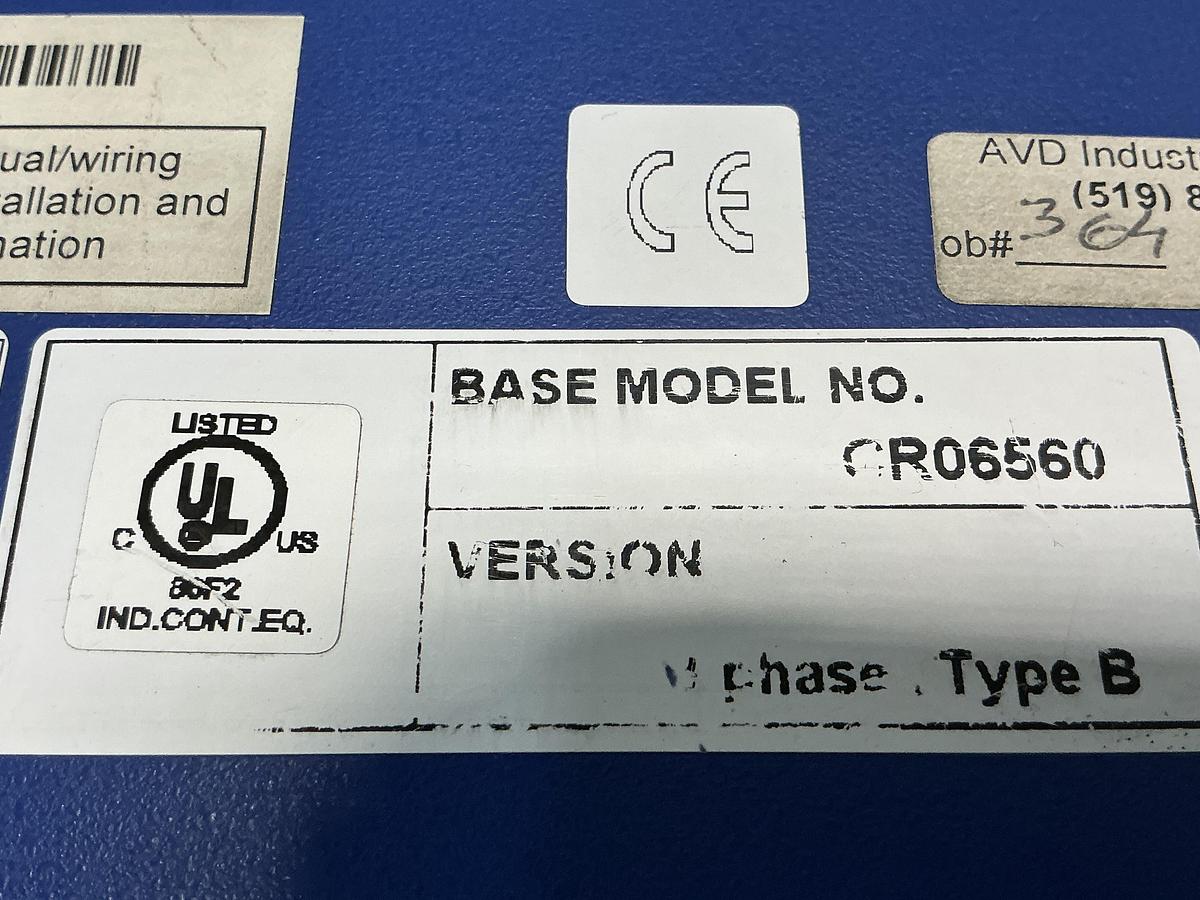 ual/wiring
allation and
mation
CE
AVD Indust
(519) 8
ob# 364
LISTED
UL
C US
86F2
IND.CONT.EQ.
BASE MODEL NO.
CR06560
VERSION
phase , Type B